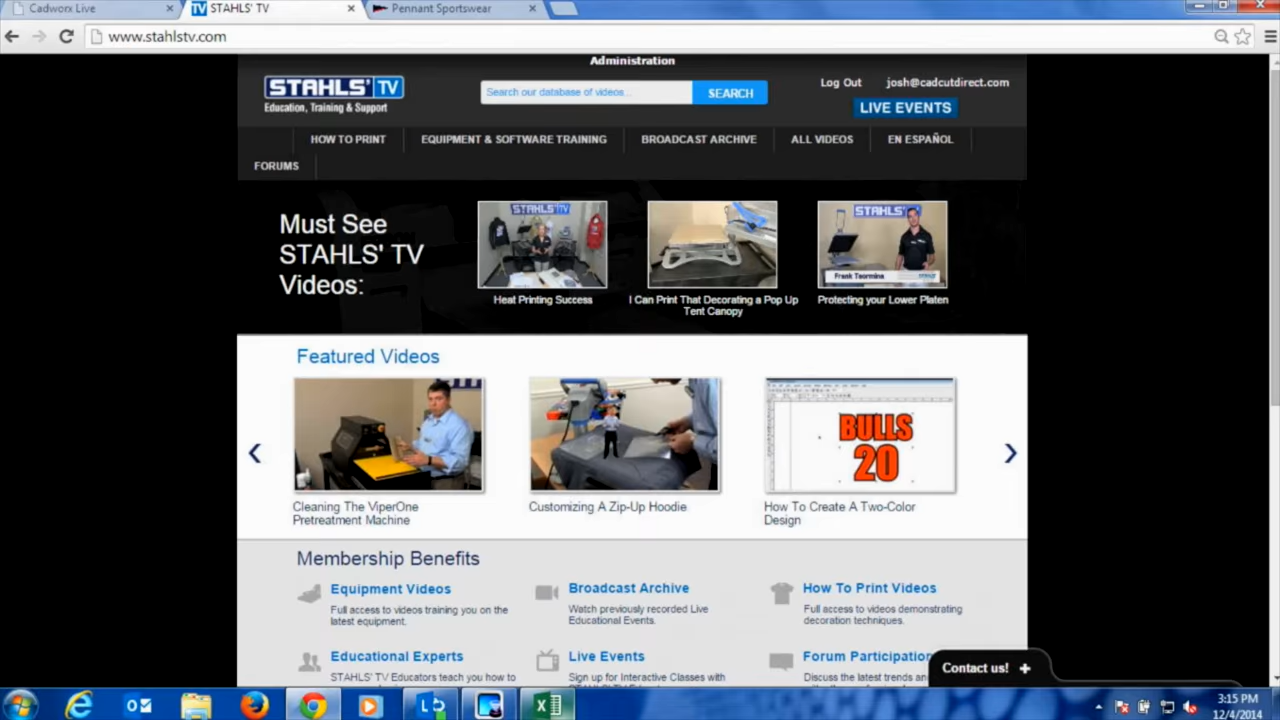 Cadworx Live
STAHLS' TV
Pennant Sportswear
www.stahlstv.com
Administration
STAHLS' TV
Education, Training & Support
Search our database of videos...
SEARCH
Log Out
josh@cadcutdirect.com
LIVE EVENTS
HOW TO PRINT
EQUIPMENT & SOFTWARE TRAINING
BROADCAST ARCHIVE
ALL VIDEOS
EN ESPAÑOL
FORUMS
Must See
STAHLS' TV
Videos:
STAHLS' TV
Heat Printing Success
I Can Print That Decorating a Pop Up
Tent Canopy
STAHLS'
Frank Taormina
Protecting your Lower Platen
Featured Videos
BULLS
20
Cleaning The ViperOne
Pretreatment Machine
Customizing A Zip-Up Hoodie
How To Create A Two-Color
Design
Membership Benefits
Equipment Videos
Full access to videos training you on the
latest equipment.
Broadcast Archive
Watch previously recorded Live
Educational Events.
How To Print Videos
Full access to videos demonstrating
decoration techniques.
Educational Experts
STAHLS' TV Educators teach you how to
Live Events
Sign up for Interactive Classes with
Forum Participation
Discuss the latest trends
Contact us! +
3:15 PM
12/4/2014